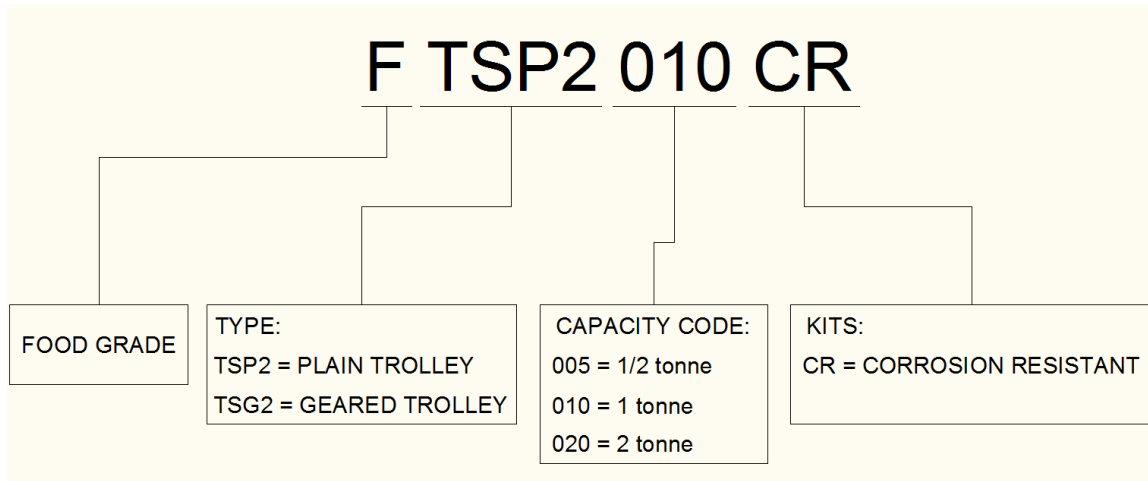 F TSP2 010 CR
FOOD GRADE
TYPE:
TSP2 = PLAIN TROLLEY
TSG2 = GEARED TROLLEY
CAPACITY CODE:
005 = 1/2 tonne
010 = 1 tonne
020 = 2 tonne
KITS:
CR = CORROSION RESISTANT